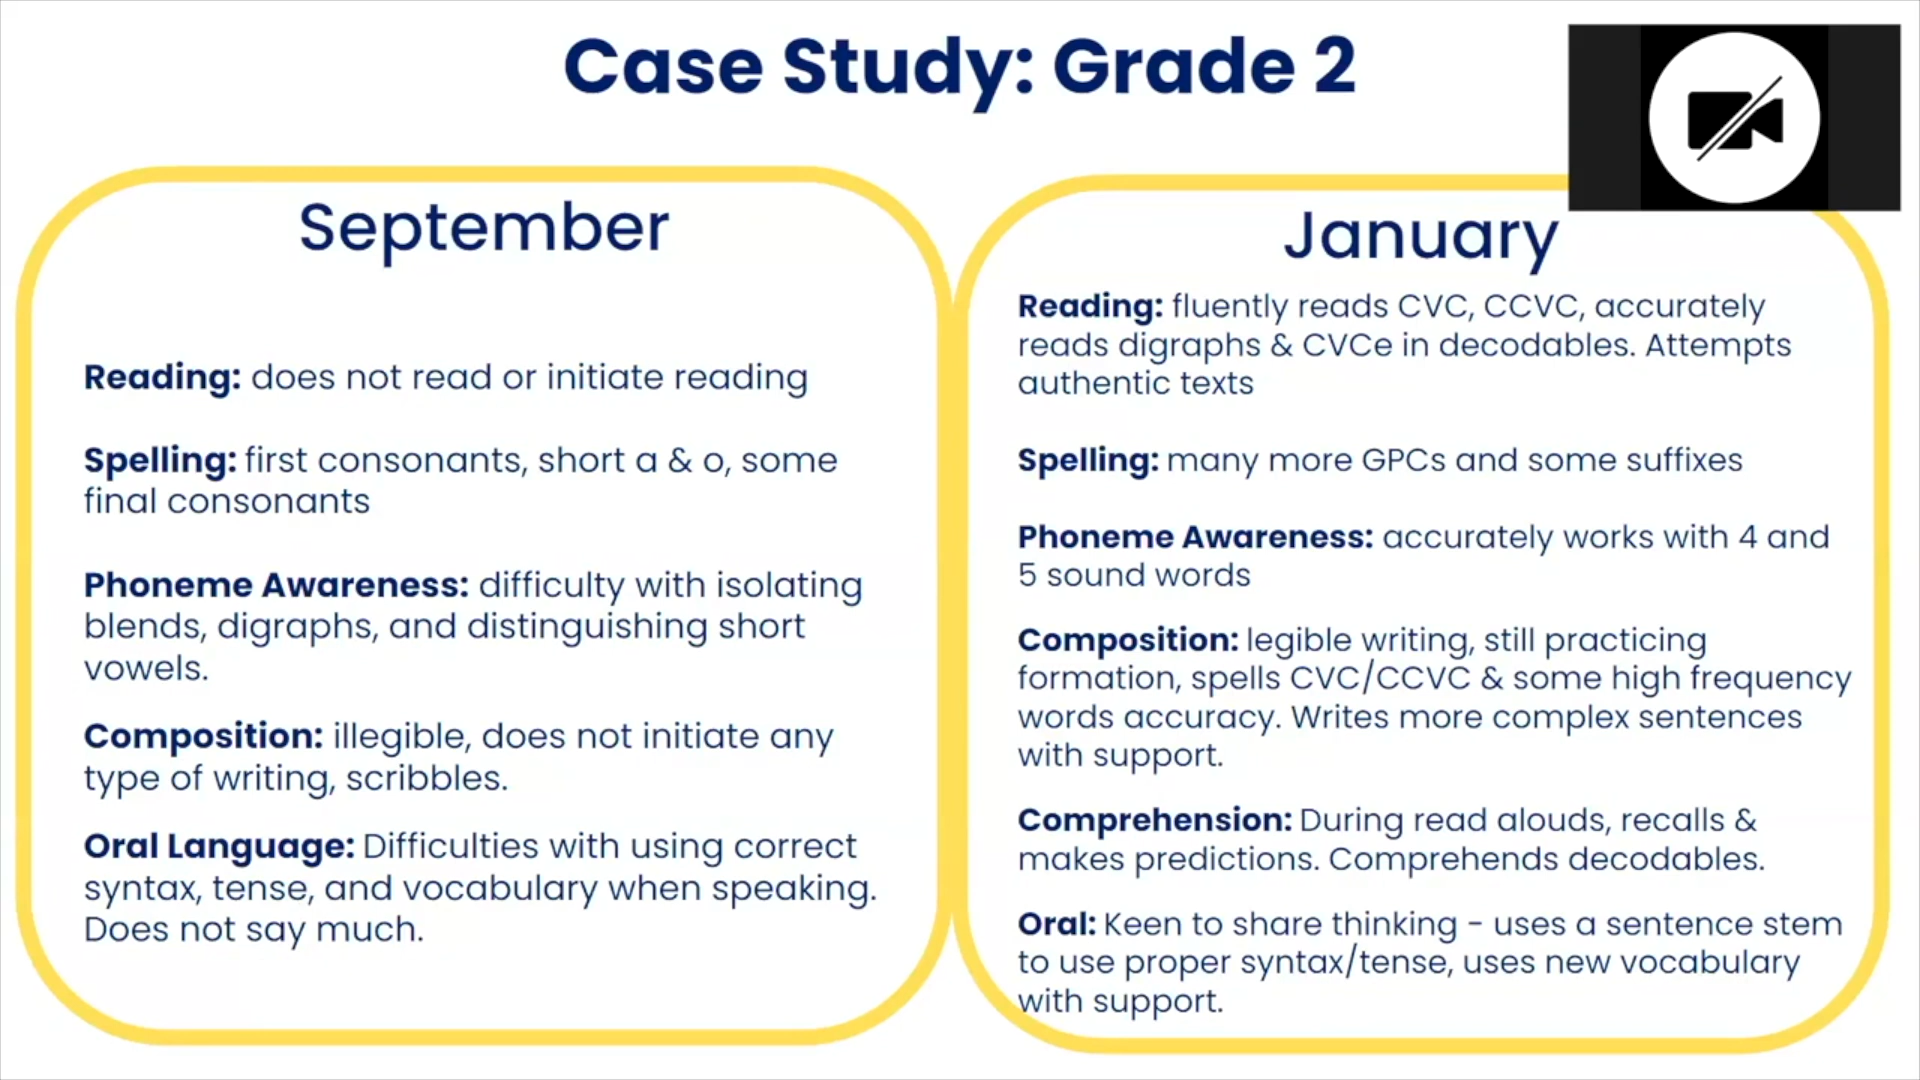 Case Study: Grade 2
September
Reading: does not read or initiate reading
Spelling: first consonants, short a & o, some
final consonants
Phoneme Awareness: difficulty with isolating
blends, digraphs, and distinguishing short
vowels.
Composition: illegible, does not initiate any
type of writing, scribbles.
Oral Language: Difficulties with using correct
syntax, tense, and vocabulary when speaking.
Does not say much.
January
Reading: fluently reads CVC, CCVC, accurately
reads digraphs & CVCe in decodables. Attempts
authentic texts
Spelling: many more GPCs and some suffixes
Phoneme Awareness: accurately works with 4 and
5 sound words
Composition: legible writing, still practicing
formation, spells CVC/CCVC & some high frequency
words accuracy. Writes more complex sentences
with support.
Comprehension: During read alouds, recalls &
makes predictions. Comprehends decodables.
Oral: Keen to share thinking - uses a sentence stem
to use proper syntax/tense, uses new vocabulary
with support.